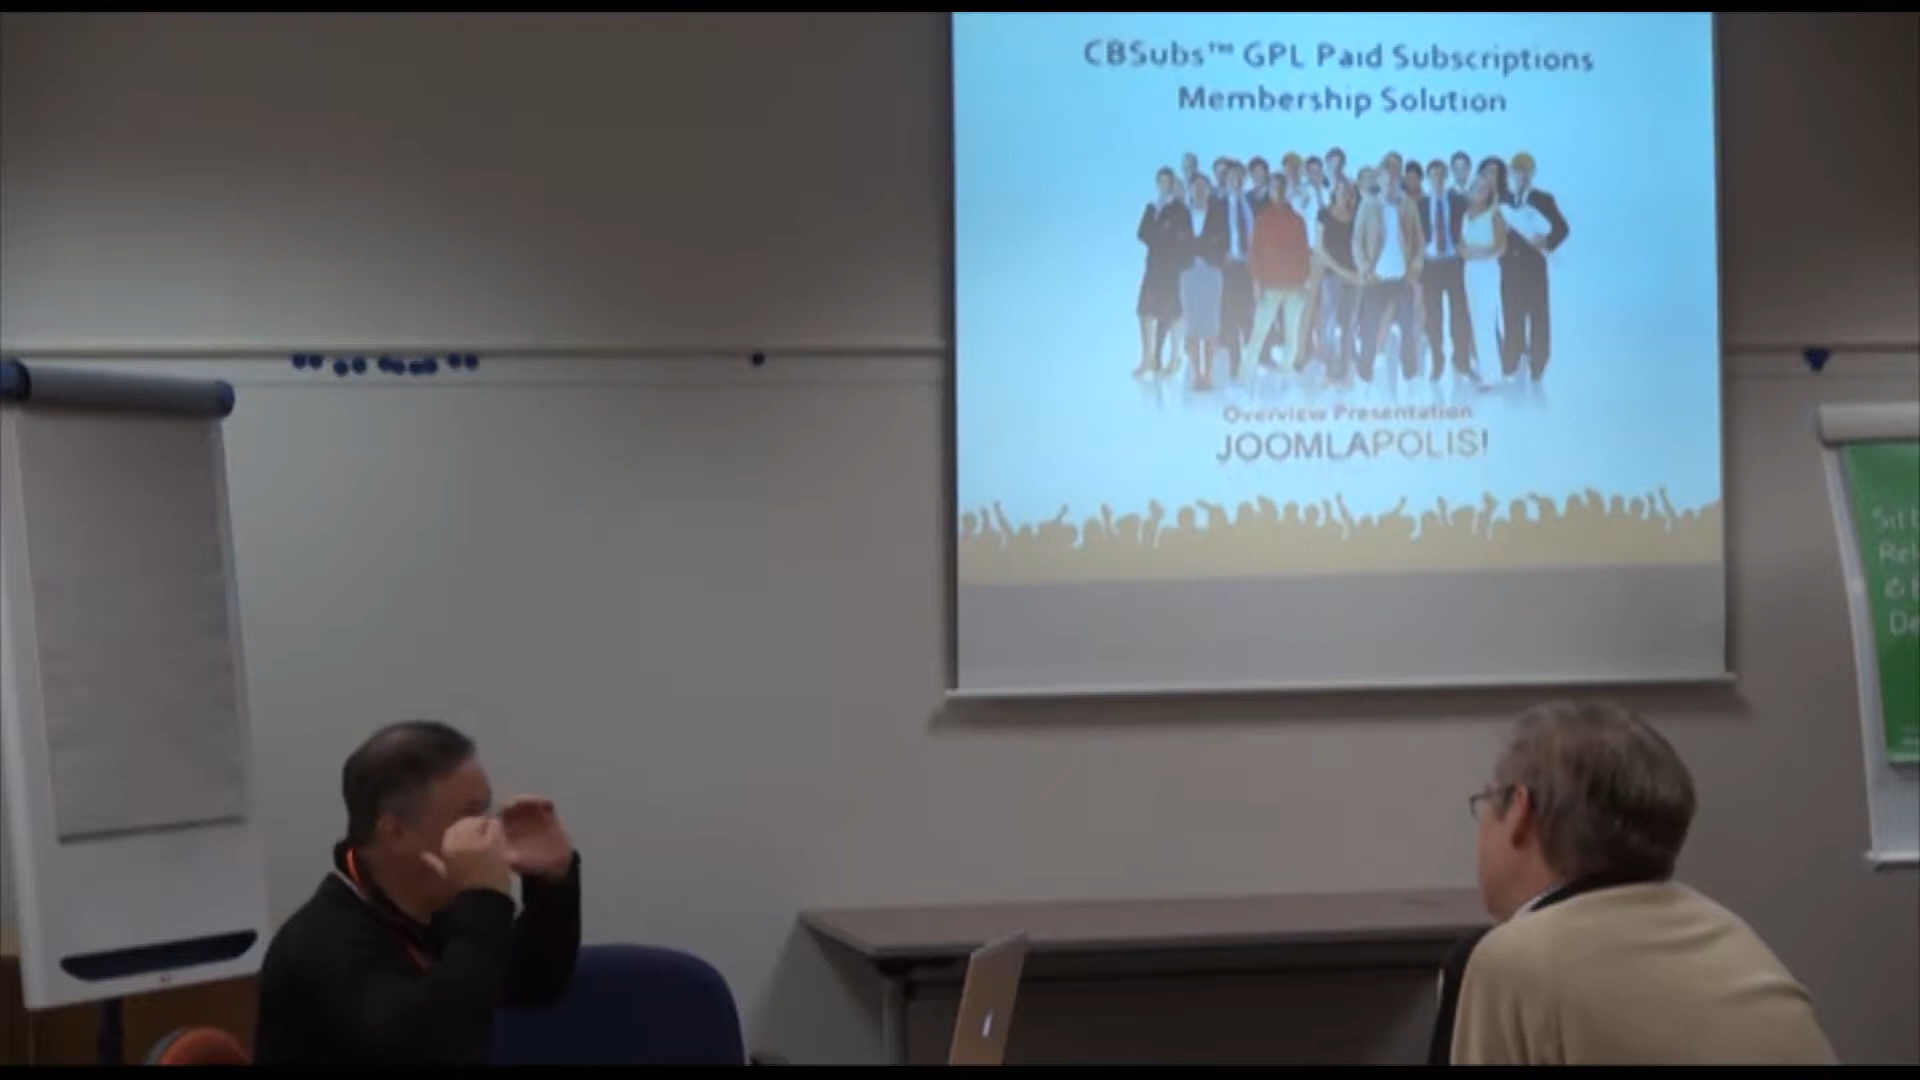 CBSubs™ GPL Paid Subscriptions
Membership Solution
Overview Presentation
JOOMLAPOLIS!